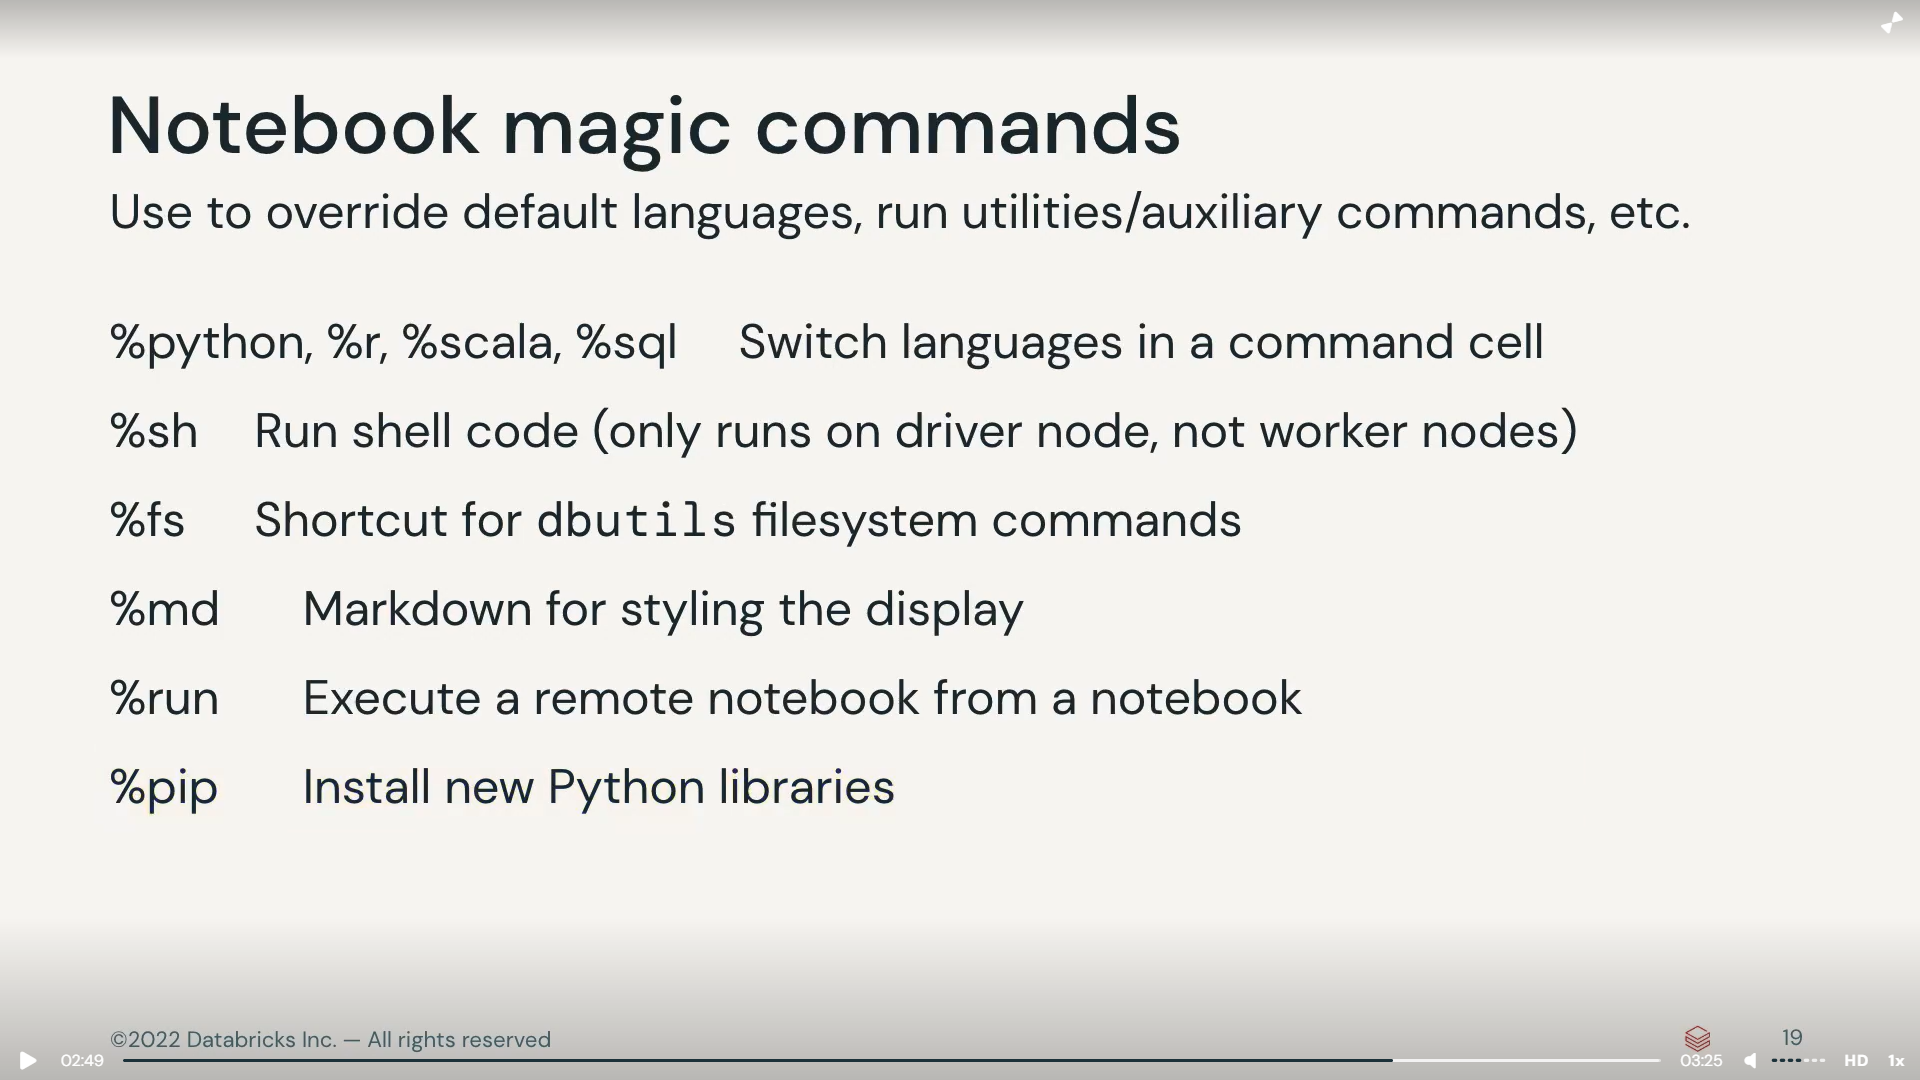 Notebook magic commands
Use to override default languages, run utilities/auxiliary commands, etc.
%python, %r, %scala, %sql Switch languages in a command cell
%sh Run shell code (only runs on driver node, not worker nodes)
%fs Shortcut for dbutils filesystem commands
%md Markdown for styling the display
%run Execute a remote notebook from a notebook
%pip Install new Python libraries
©2022 Databricks Inc. — All rights reserved
19
02:49
03:25
HD
1x